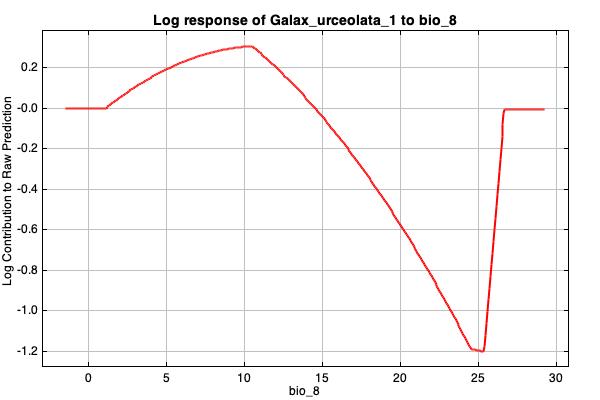 Log response of Galax_urceolata_1 to bio_8
Log Contribution to Raw Prediction
0.2
-0.0
-0.2
-0.4
-0.6
-0.8
-1.0
-1.2
0 5 10 15 20 25 30
bio_8